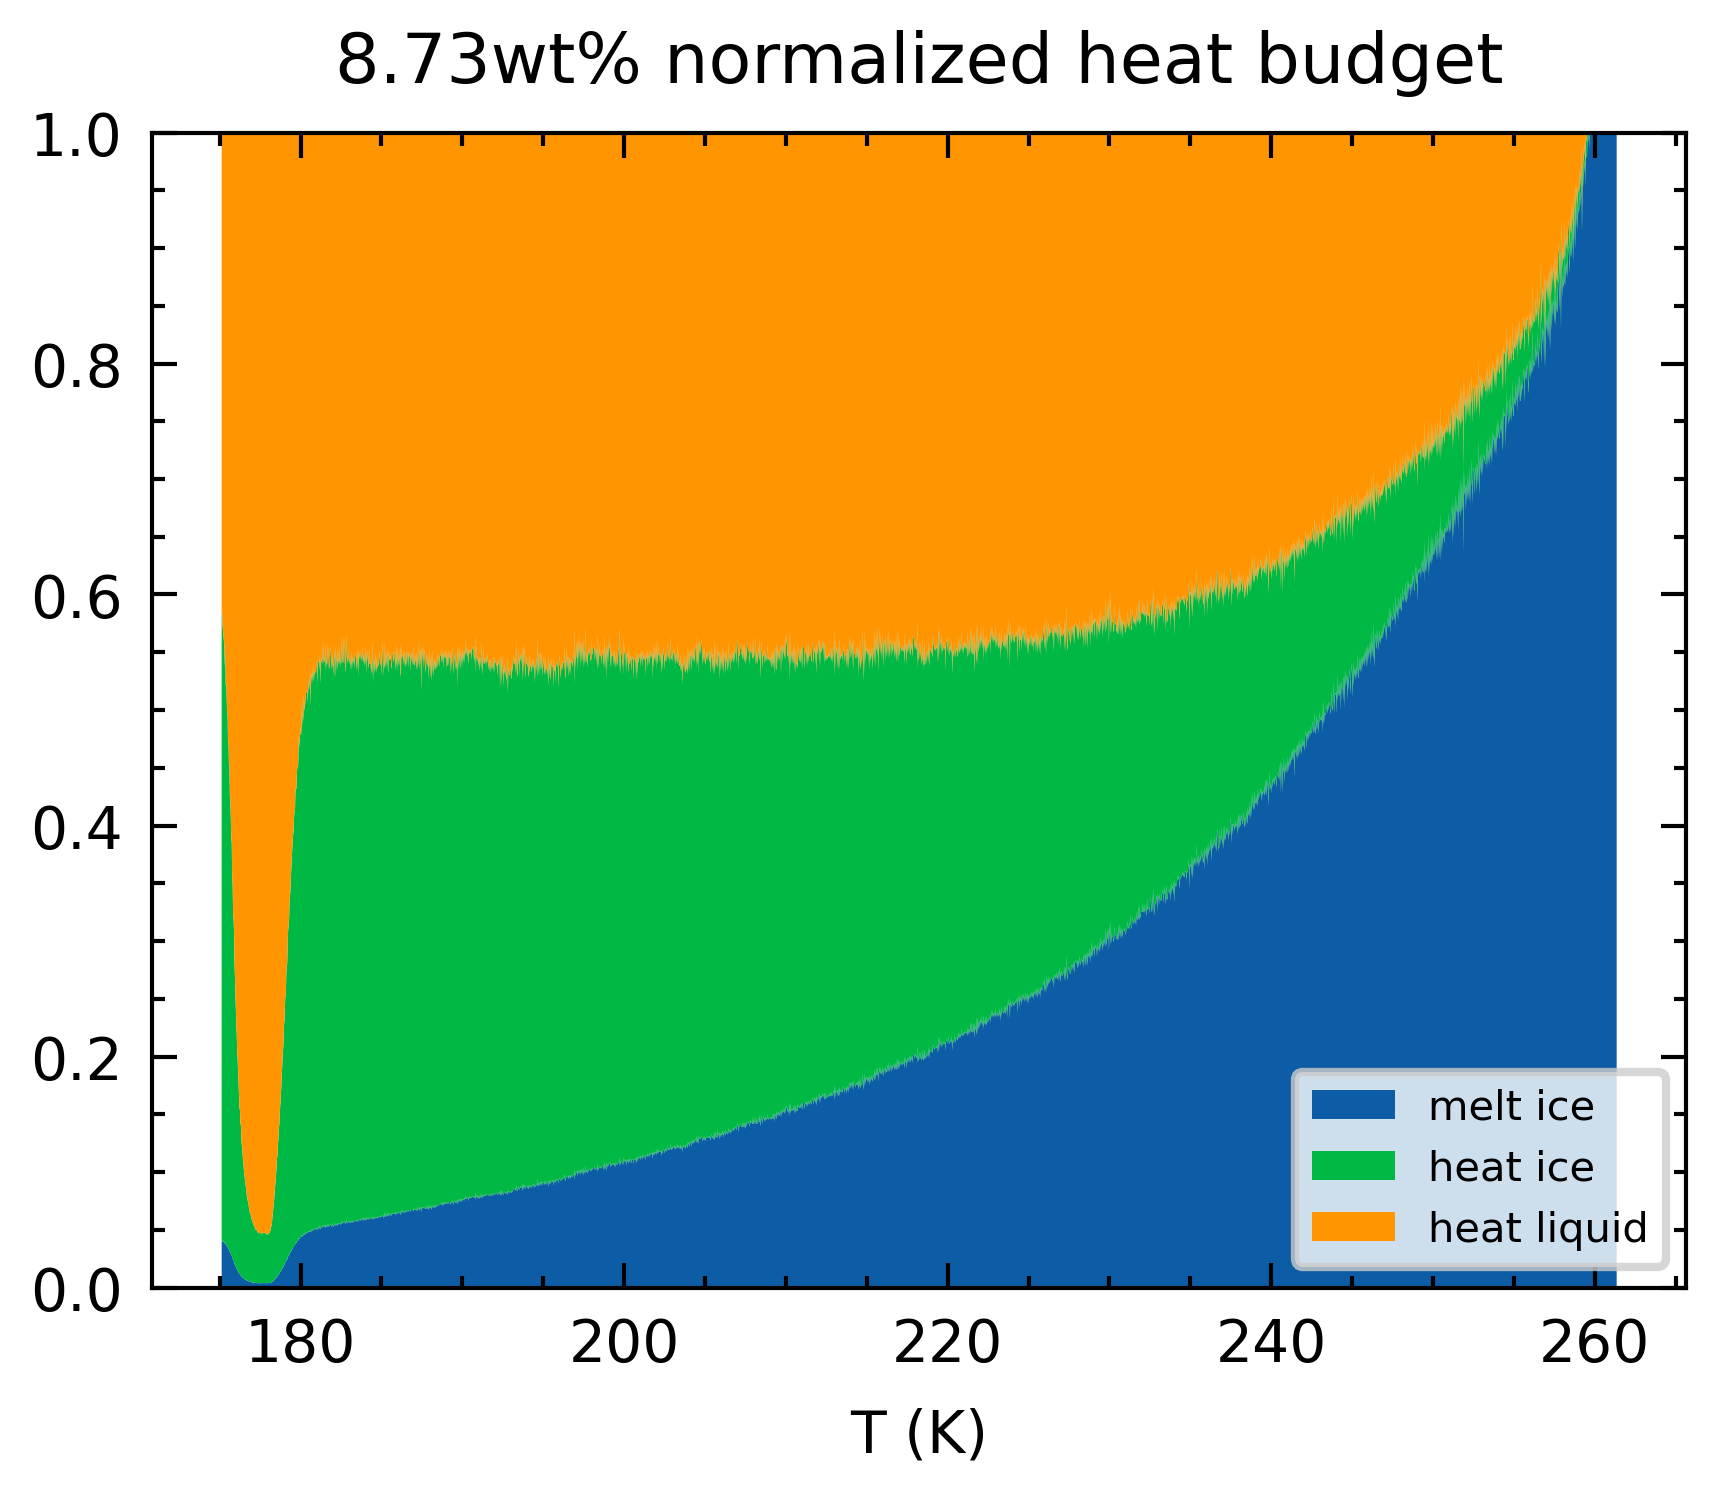 8.73wt% normalized heat budget
1.0
0.8
0.6
0.4
0.2
0.0
melt ice
heat ice
heat liquid
180 200 220 240 260
T (K)